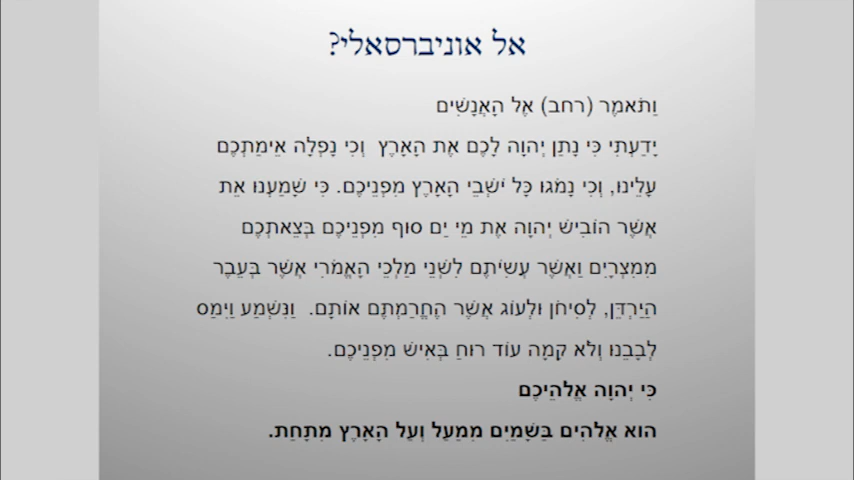 אל אוניברסאלי?
וַתֹּאמֶר (רחב) אֶל הָאֲנָשִׁים
יָדַעְתִּי כִּי נָתַן יְהוָה לָכֶם אֶת הָאָרֶץ וְכִי נָפְלָה אֵימַתְכֶם
עָלֵינוּ, וְכִי נָמֹגוּ כָּל יֹשְׁבֵי הָאָרֶץ מִפְּנֵיכֶם. כִּי שָׁמַעְנוּ אֵת
אֲשֶׁר הוֹבִישׁ יְהוָה אֶת מֵי יַם סוּף מִפְּנֵיכֶם בְּצֵאתְכֶם
מִמִּצְרָיִם וַאֲשֶׁר עֲשִׂיתֶם לִשְׁנֵי מַלְכֵי הָאֱמֹרִי אֲשֶׁר בְּעֵבֶר
הַיַּרְדֵּן, לְסִיחֹן וּלְעוֹג אֲשֶׁר הֶחֱרַמְתֶּם אוֹתָם. וַנִּשְׁמַע וַיִּמַּס
לְבָבֵנוּ וְלֹא קָמָה עוֹד רוּחַ בְּאִישׁ מִפְּנֵיכֶם.
כִּי יְהוָה אֱלֹהֵיכֶם
הוּא אֱלֹהִים בַּשָּׁמַיִם מִמַּעַל וְעַל הָאָרֶץ מִתָּחַת.